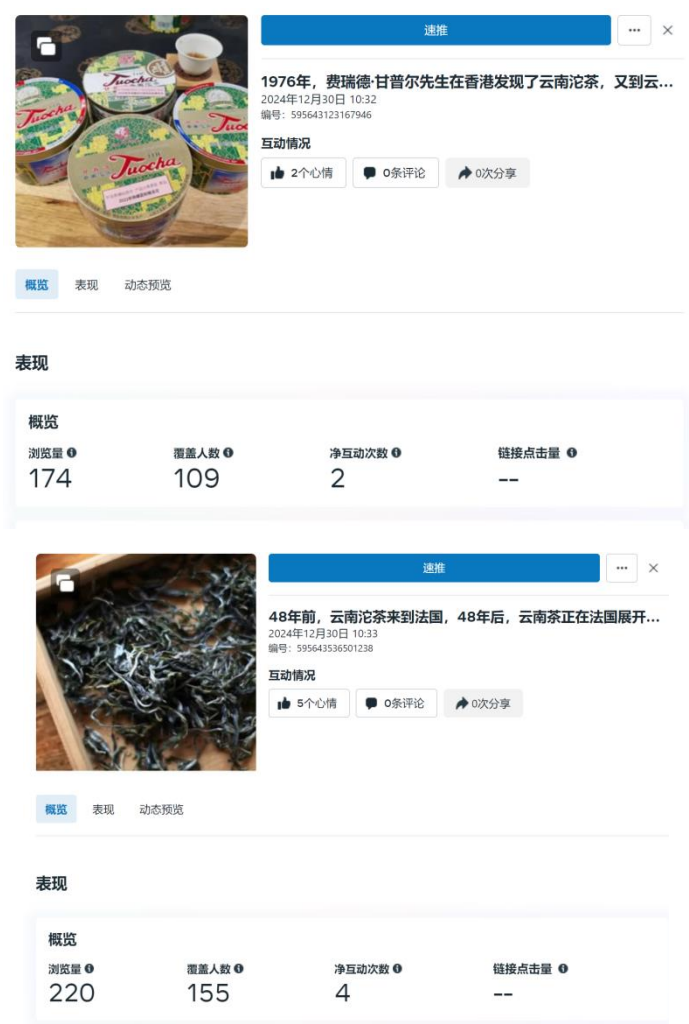 速推
1976年，费瑞德·甘普尔先生在香港发现了云南沱茶，又到云...
2024年12月30日 10:32
编号：595643123167946
互动情况
2个心情
0条评论
0次分享
Tuocha
Tuocha
Tuocha
概览
表现
动态预览
表现
概览
浏览量
覆盖人数
净互动次数
链接点击量
174
109
2
--
速推
48年前，云南沱茶来到法国，48年后，云南茶正在法国展开...
2024年12月30日 10:33
编号：595643536501238
互动情况
5个心情
0条评论
0次分享
概览
表现
动态预览
表现
概览
浏览量
覆盖人数
净互动次数
链接点击量
220
155
4
--